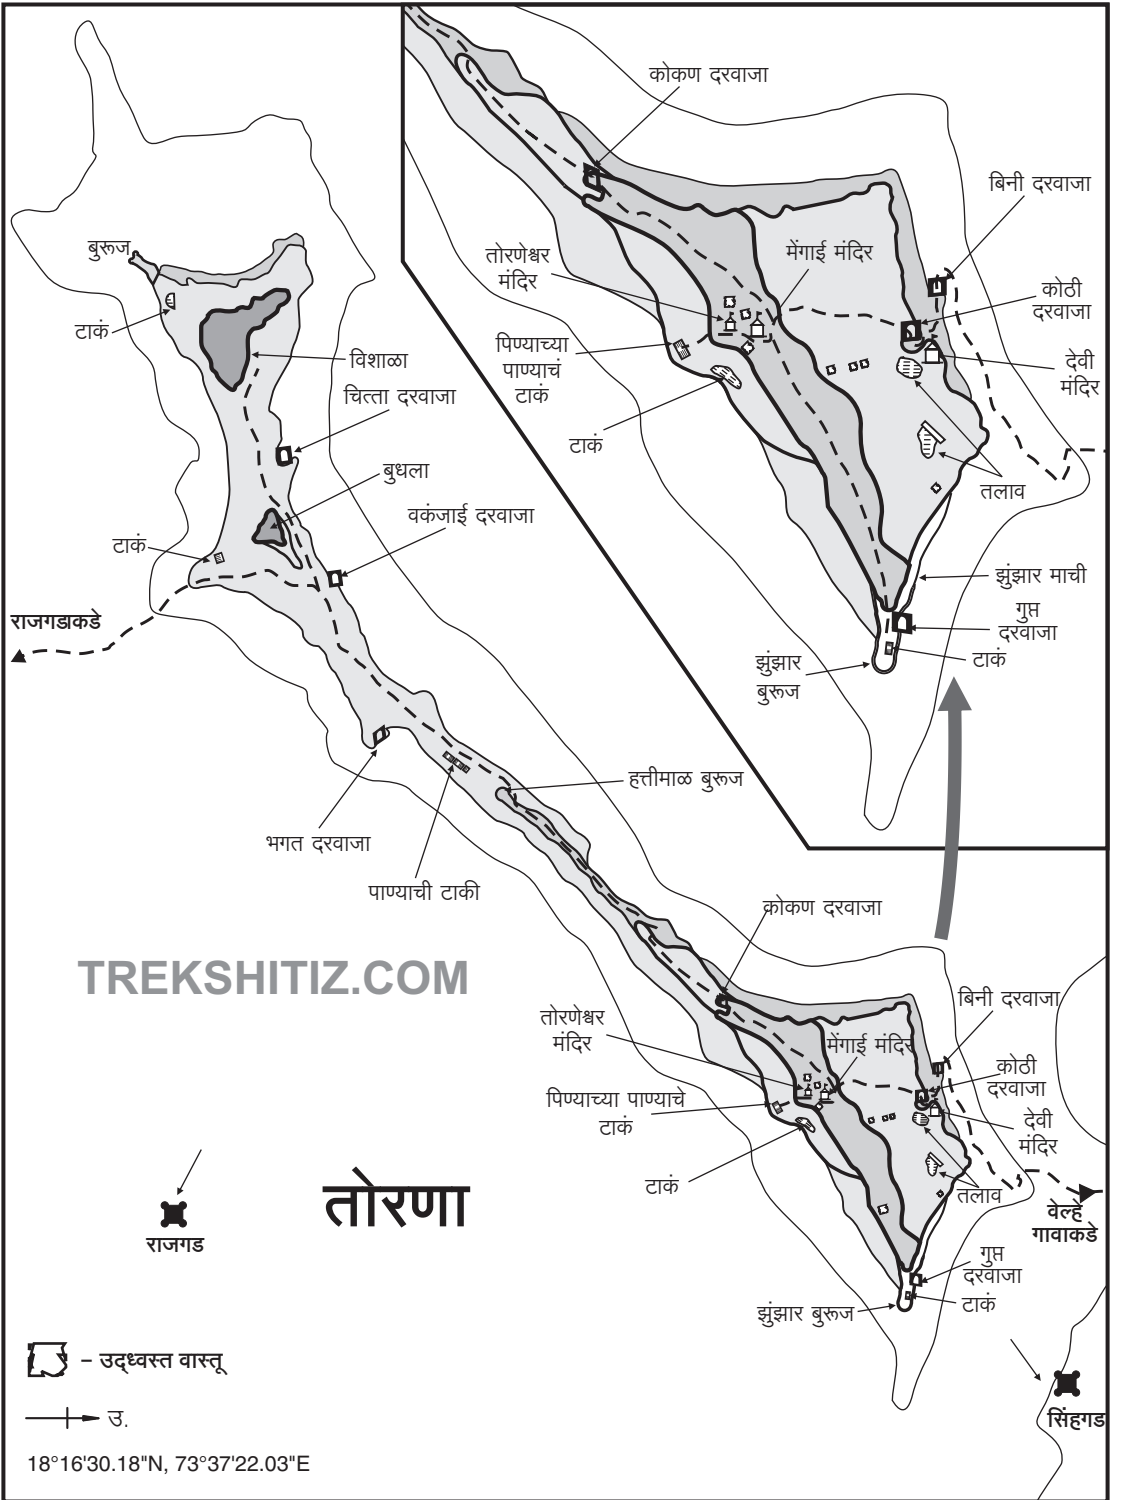 कोकण दरवाजा
बिनी दरवाजा
तोरणेश्वर
मंदिर
मेंगाई मंदिर
कोठी
दरवाजा
पिण्याच्या
पाण्याचं
टाकं
देवी
मंदिर
टाकं
तलाव
झुंझार माची
गुप्त
दरवाजा
टाकं
झुंझार
बुरूज
बुरूज
टाकं
विशाळा
चित्ता दरवाजा
बुधला
वकंजाई दरवाजा
टाकं
राजगडाकडे
हत्तीमाळ बुरूज
भगत दरवाजा
पाण्याची टाकी
कोकण दरवाजा
TREKSHITIZ.COM
बिनी दरवाजा
तोरणेश्वर
मंदिर
मेंगाई मंदिर
कोठी
दरवाजा
पिण्याच्या पाण्याचे
टाकं
देवी
मंदिर
टाकं
तलाव
वेल्हे
गावाकडे
तोरणा
राजगड
गुप्त
दरवाजा
टाकं
झुंझार बुरूज
सिंहगड
– उद्ध्वस्त वास्तू
उ.
18°16'30.18"N, 73°37'22.03"E